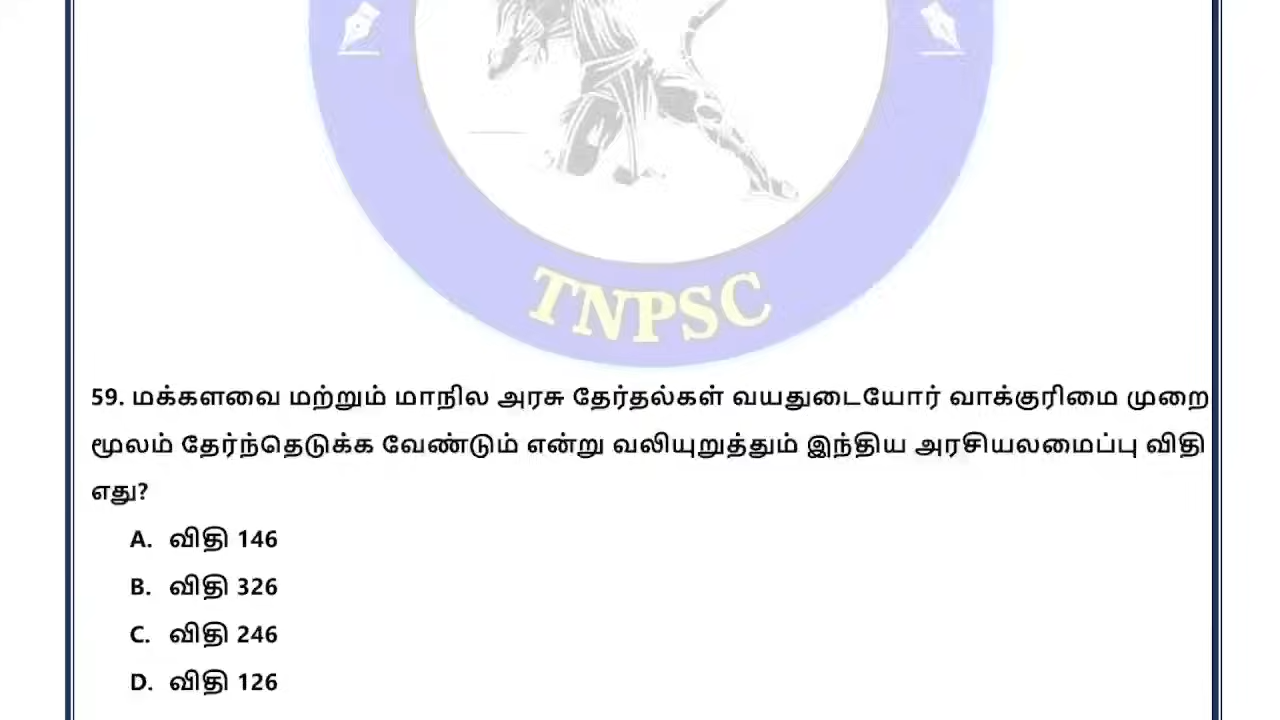 TNPSC
59. மக்களவை மற்றும் மாநில அரசு தேர்தல்கள் வயதுடையோர் வாக்குரிமை முறை
மூலம் தேர்ந்தெடுக்க வேண்டும் என்று வலியுறுத்தும் இந்திய அரசியலமைப்பு விதி
எது?
A. விதி 146
B. விதி 326
C. விதி 246
D. விதி 126